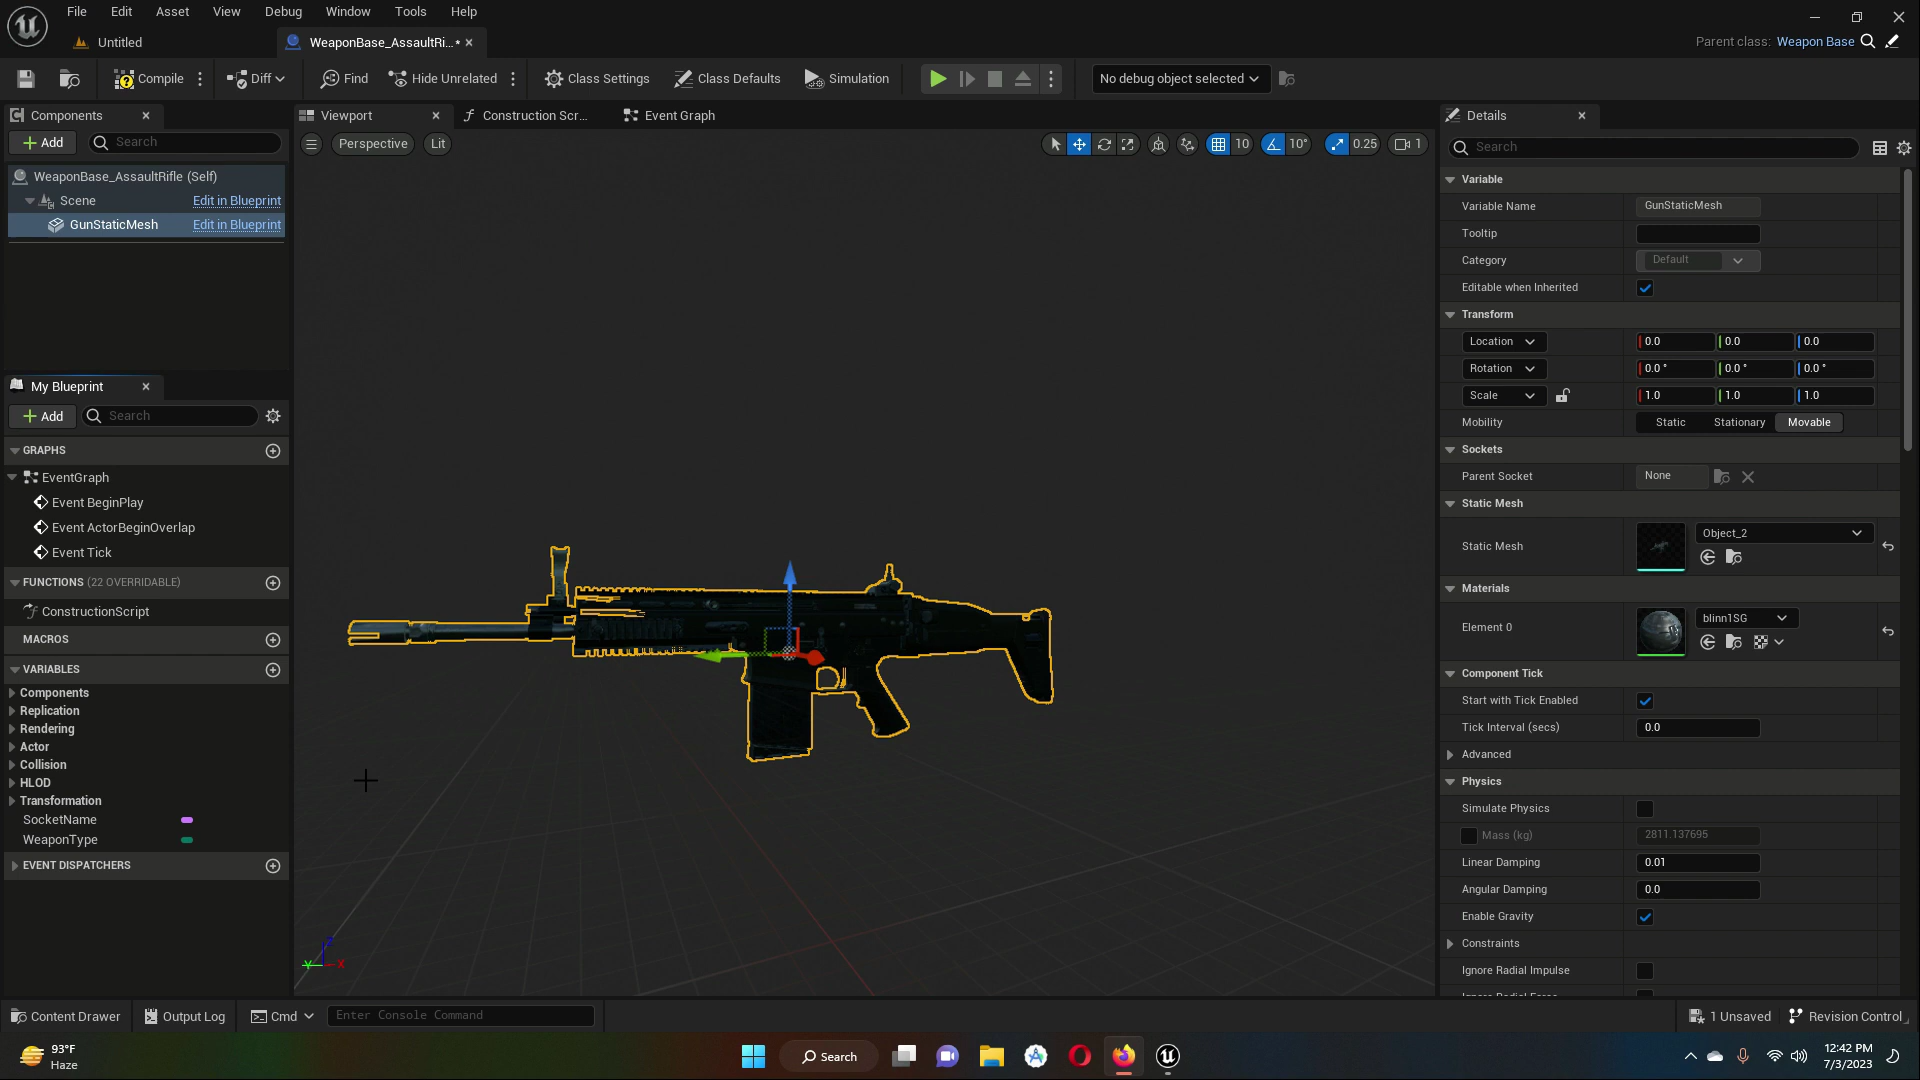 File Edit Asset View Debug Window Tools Help
Untitled
WeaponBase_AssaultRi...*
Parent class: Weapon Base
Compile
Diff
Find
Hide Unrelated
Class Settings
Class Defaults
Simulation
No debug object selected
Components
Add
Search
WeaponBase_AssaultRifle (Self)
Scene Edit in Blueprint
GunStaticMesh Edit in Blueprint
My Blueprint
Add
Search
GRAPHS
EventGraph
Event BeginPlay
Event ActorBeginOverlap
Event Tick
FUNCTIONS (22 OVERRIDABLE)
ConstructionScript
MACROS
VARIABLES
Components
Replication
Rendering
Actor
Collision
HLOD
Transformation
SocketName
WeaponType
EVENT DISPATCHERS
Viewport
Construction Scr...
Event Graph
Perspective
Lit
10
10°
0.25
1
Z
Y
X
Details
Search
Variable
Variable Name GunStaticMesh
Tooltip
Category Default
Editable when Inherited
Transform
Location 0.0 0.0 0.0
Rotation 0.0 ° 0.0 ° 0.0 °
Scale 1.0 1.0 1.0
Mobility Static Stationary Movable
Sockets
Parent Socket None
Static Mesh
Static Mesh Object_2
Materials
Element 0 blinn1SG
Component Tick
Start with Tick Enabled
Tick Interval (secs) 0.0
Advanced
Physics
Simulate Physics
Mass (kg) 2811.137695
Linear Damping 0.01
Angular Damping 0.0
Enable Gravity
Constraints
Ignore Radial Impulse
Ignore Radial Force
Content Drawer
Output Log
Cmd
Enter Console Command
1 Unsaved
Revision Control
93°F
Haze
Search
12:42 PM
7/3/2023